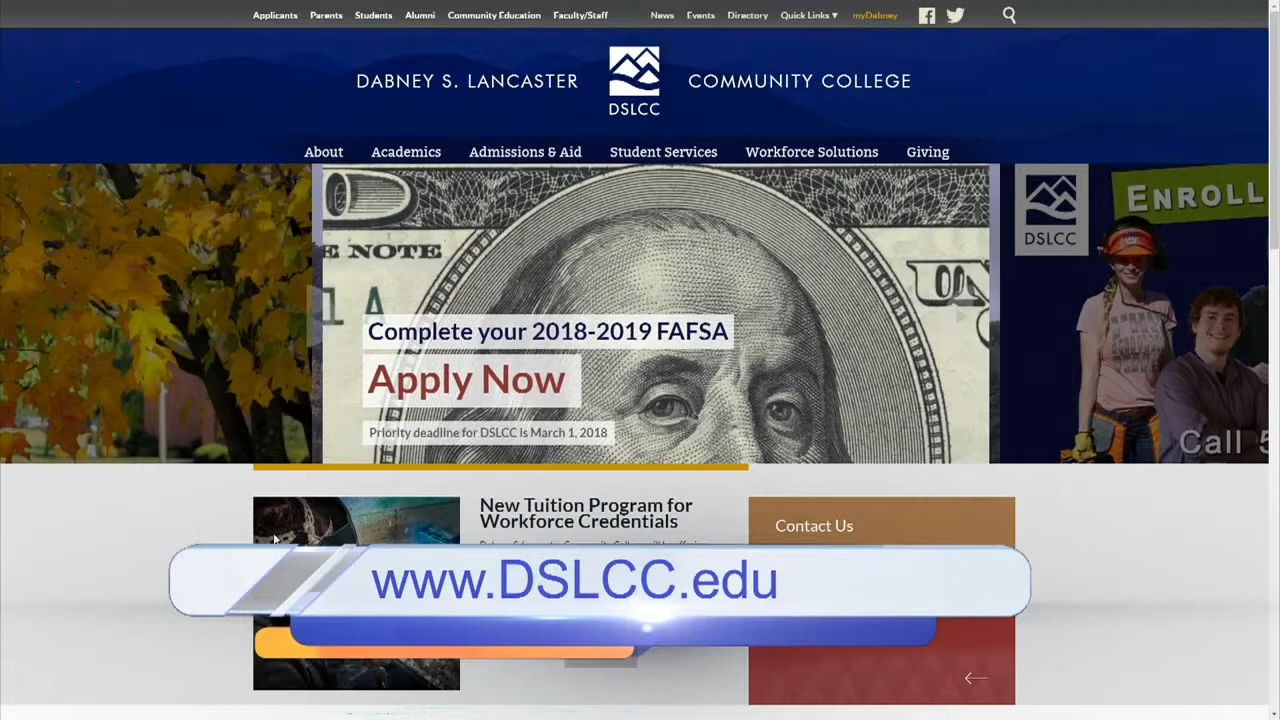 Applicants Parents Students Alumni Community Education Faculty/Staff News Events Directory Quick Links ▾ myDabney
DABNEY S. LANCASTER DSLCC COMMUNITY COLLEGE
About Academics Admissions & Aid Student Services Workforce Solutions Giving
E NOTE
UN
1A
Complete your 2018-2019 FAFSA
Apply Now
Priority deadline for DSLCC is March 1, 2018
DSLCC
ENROLL
Call 5
New Tuition Program for
Workforce Credentials
Contact Us
www.DSLCC.edu